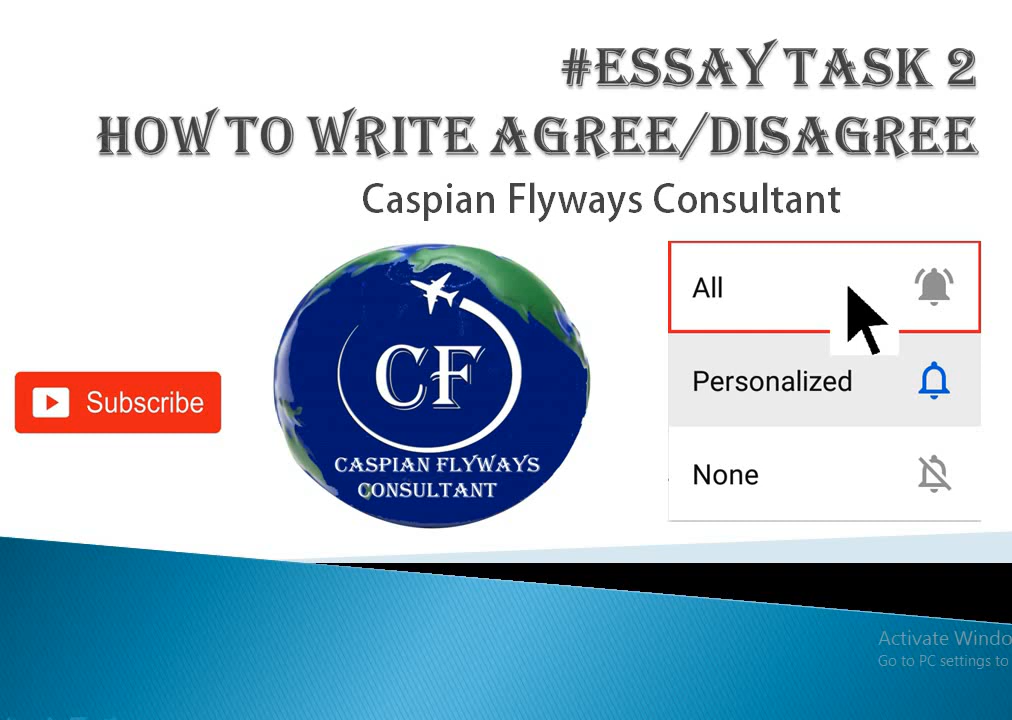 #ESSAY TASK 2
HOW TO WRITE AGREE/DISAGREE
Caspian Flyways Consultant
All
CF
Personalized
Subscribe
CASPIAN FLYWAYS
CONSULTANT
None
Activate Windo
Go to PC settings to